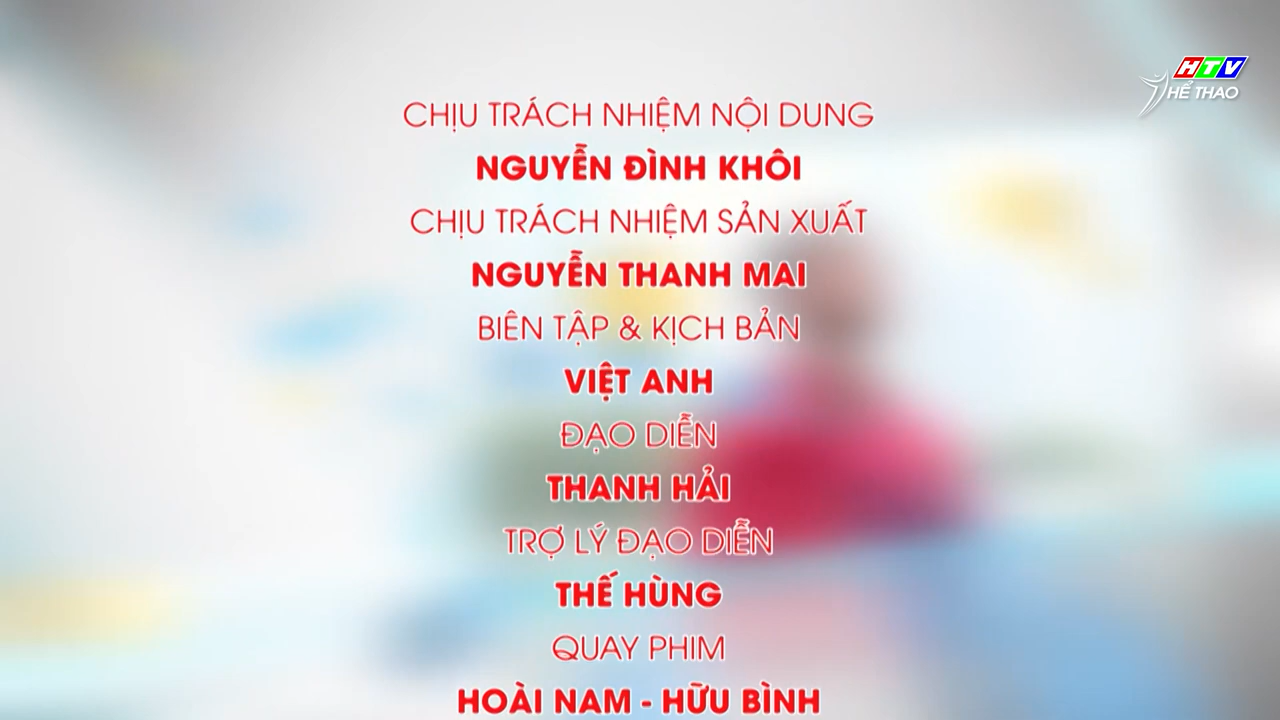 HTV
THỂ THAO
CHỊU TRÁCH NHIỆM NỘI DUNG
NGUYỄN ĐÌNH KHÔI
CHỊU TRÁCH NHIỆM SẢN XUẤT
NGUYỄN THANH MAI
BIÊN TẬP & KỊCH BẢN
VIỆT ANH
ĐẠO DIỄN
THANH HẢI
TRỢ LÝ ĐẠO DIỄN
THẾ HÙNG
QUAY PHIM
HOÀI NAM - HỮU BÌNH